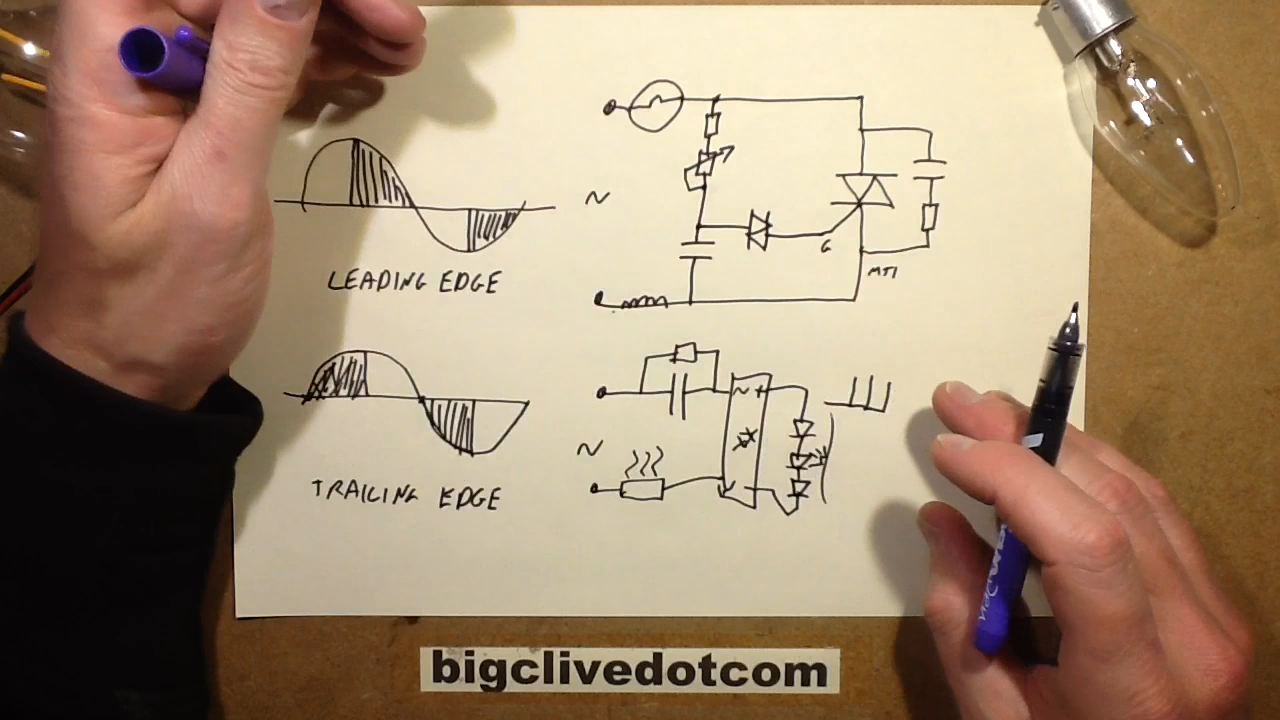 ~
G
MT1
LEADING EDGE
~ +
~
-
TRAILING EDGE
bigclivedotcom